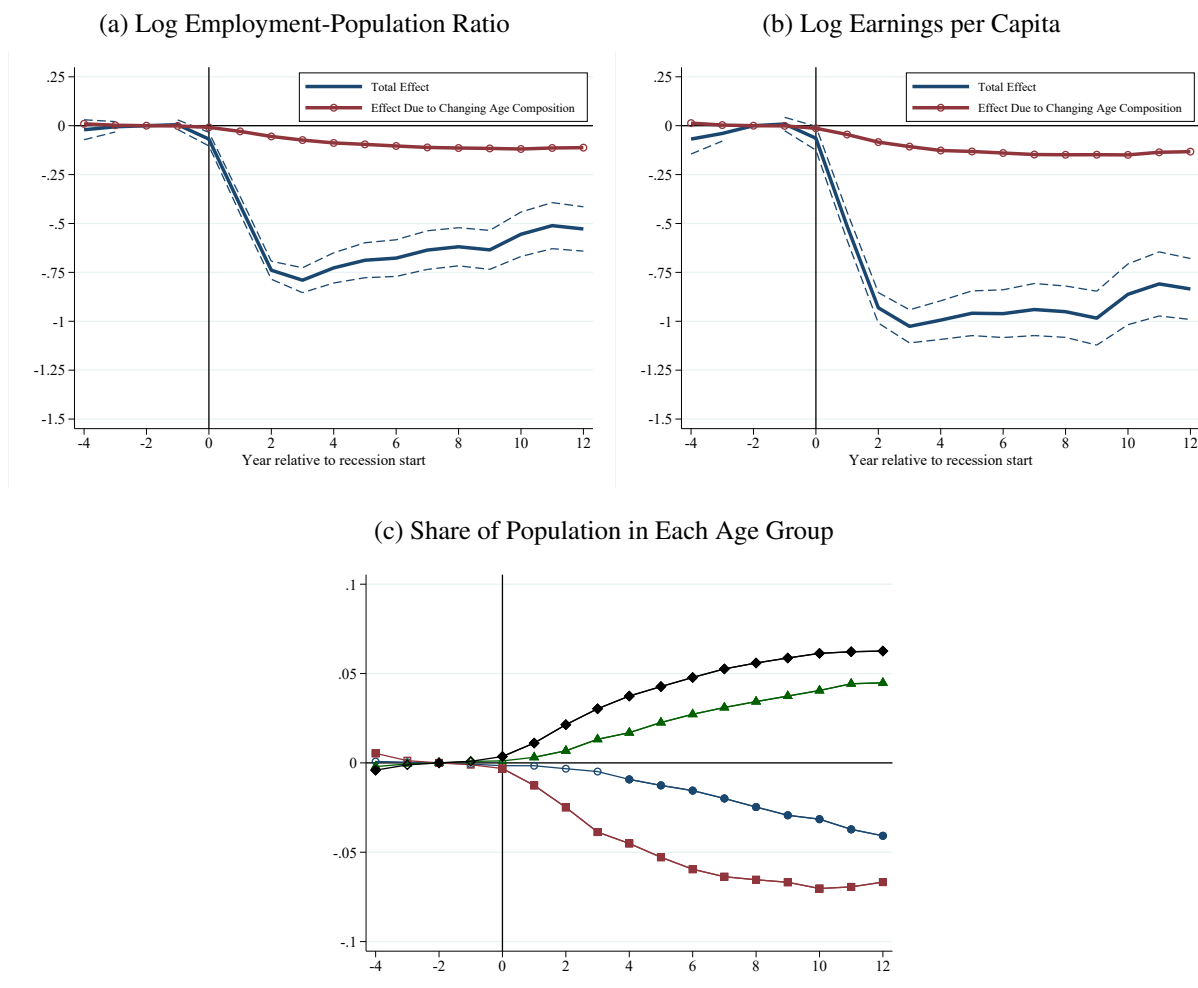 (a) Log Employment-Population Ratio
Total Effect
Effect Due to Changing Age Composition
.25
0
-.25
-.5
-.75
-1
-1.25
-1.5
-4 -2 0 2 4 6 8 10 12
Year relative to recession start
(b) Log Earnings per Capita
Total Effect
Effect Due to Changing Age Composition
.25
0
-.25
-.5
-.75
-1
-1.25
-1.5
-4 -2 0 2 4 6 8 10 12
Year relative to recession start
(c) Share of Population in Each Age Group
.1
.05
0
-.05
-.1
-4 -2 0 2 4 6 8 10 12